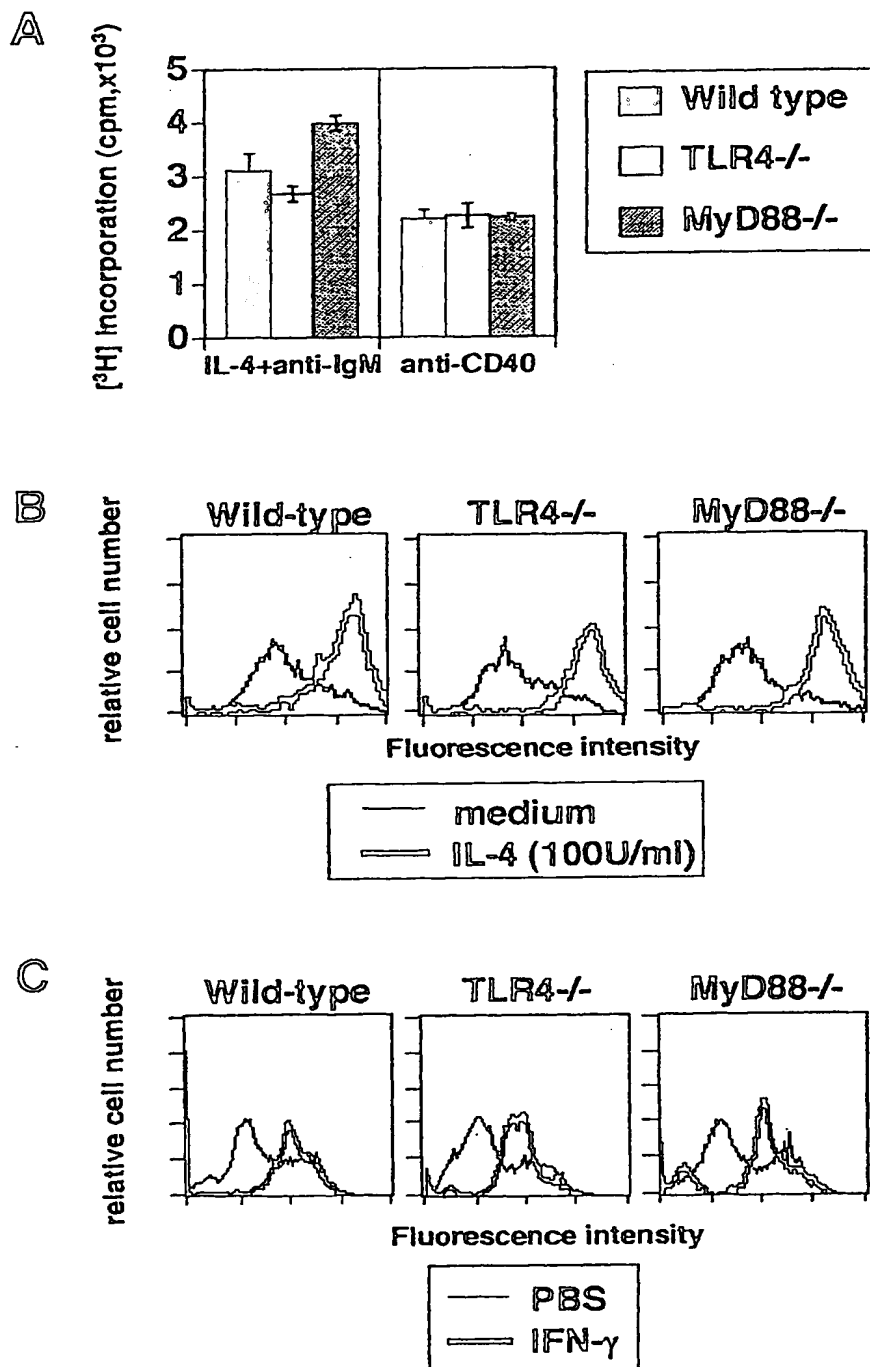 A
[³H] Incorporation (cpm,x10³)
5
4
3
2
1
0
IL-4+anti-IgM
anti-CD40
Wild type
TLR4-/-
MyD88-/-
B
relative cell number
Wild-type
TLR4-/-
MyD88-/-
Fluorescence intensity
medium
IL-4 (100U/ml)
C
relative cell number
Wild-type
TLR4-/-
MyD88-/-
Fluorescence intensity
PBS
IFN-γ